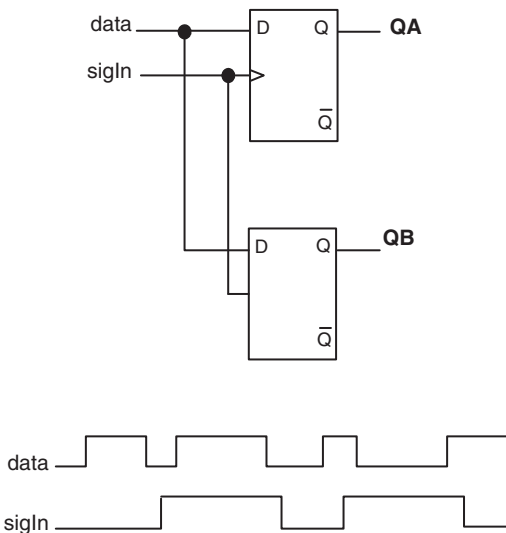 data D Q QA
sigIn
Q̅
D Q QB
Q̅
data
sigIn